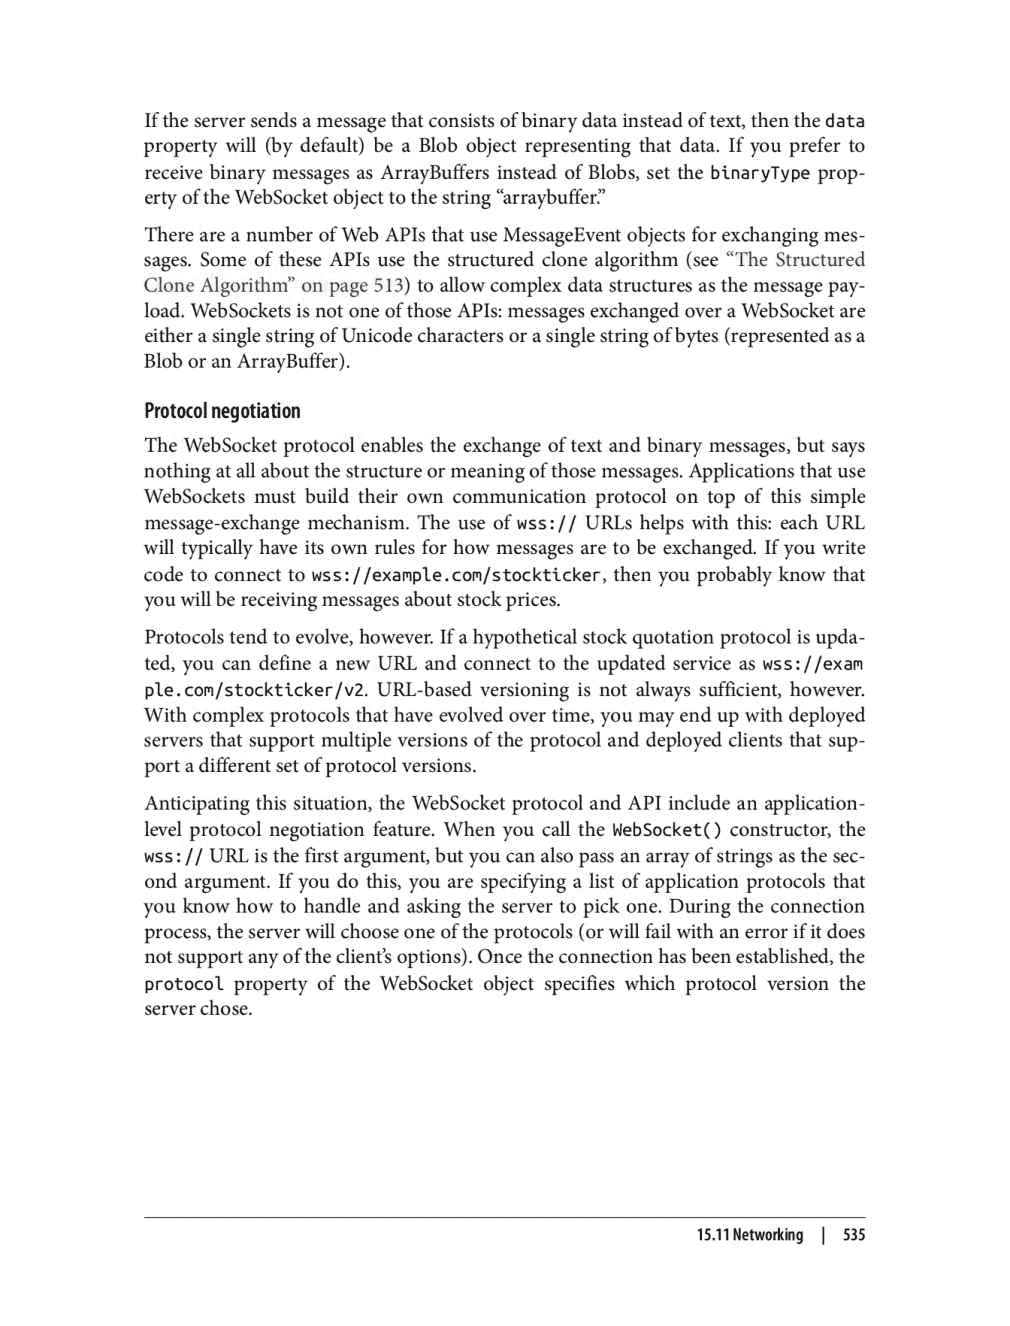 If the server sends a message that consists of binary data instead of text, then the data
property will (by default) be a Blob object representing that data. If you prefer to
receive binary messages as ArrayBuffers instead of Blobs, set the binaryType prop-
erty of the WebSocket object to the string “arraybuffer.”
There are a number of Web APIs that use MessageEvent objects for exchanging mes-
sages. Some of these APIs use the structured clone algorithm (see “The Structured
Clone Algorithm” on page 513) to allow complex data structures as the message pay-
load. WebSockets is not one of those APIs: messages exchanged over a WebSocket are
either a single string of Unicode characters or a single string of bytes (represented as a
Blob or an ArrayBuffer).
Protocol negotiation
The WebSocket protocol enables the exchange of text and binary messages, but says
nothing at all about the structure or meaning of those messages. Applications that use
WebSockets must build their own communication protocol on top of this simple
message-exchange mechanism. The use of wss:// URLs helps with this: each URL
will typically have its own rules for how messages are to be exchanged. If you write
code to connect to wss://example.com/stockticker, then you probably know that
you will be receiving messages about stock prices.
Protocols tend to evolve, however. If a hypothetical stock quotation protocol is upda-
ted, you can define a new URL and connect to the updated service as wss://exam
ple.com/stockticker/v2. URL-based versioning is not always sufficient, however.
With complex protocols that have evolved over time, you may end up with deployed
servers that support multiple versions of the protocol and deployed clients that sup-
port a different set of protocol versions.
Anticipating this situation, the WebSocket protocol and API include an application-
level protocol negotiation feature. When you call the WebSocket() constructor, the
wss:// URL is the first argument, but you can also pass an array of strings as the sec-
ond argument. If you do this, you are specifying a list of application protocols that
you know how to handle and asking the server to pick one. During the connection
process, the server will choose one of the protocols (or will fail with an error if it does
not support any of the client’s options). Once the connection has been established, the
protocol property of the WebSocket object specifies which protocol version the
server chose.
15.11 Networking | 535